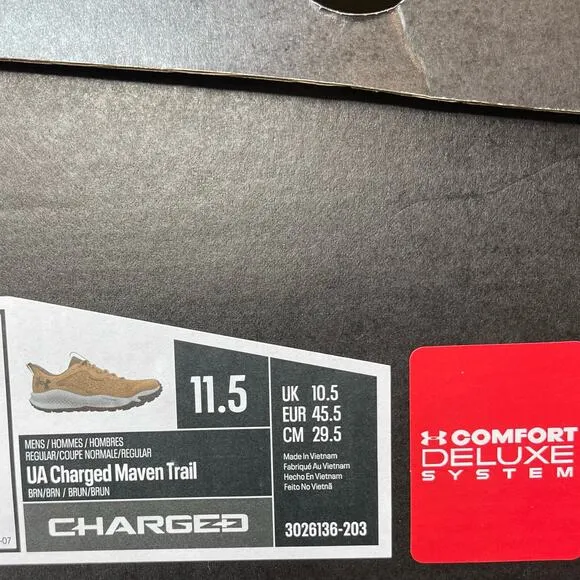 11.5
UK 10.5
EUR 45.5
CM 29.5
MENS / HOMMES / HOMBRES
REGULAR/COUPE NORMALE/REGULAR
UA Charged Maven Trail
BRN/BRN / BRUN/BRUN
Made In Vietnam
Fabriqué Au Vietnam
Hecho En Vietnam
Feito No Vietnã
CHARGED
3026136-203
-07
COMFORT
DELUXE
SYSTEM